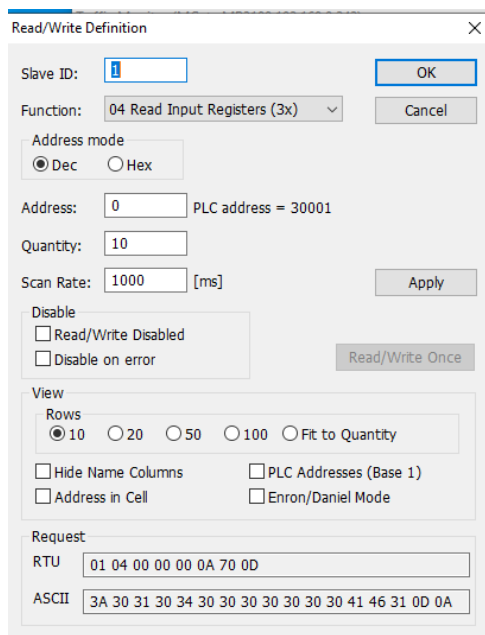 Read/Write Definition
Slave ID: 1
OK
Function: 04 Read Input Registers (3x)
Cancel
Address mode
Dec Hex
Address: 0 PLC address = 30001
Quantity: 10
Scan Rate: 1000 [ms]
Apply
Disable
Read/Write Disabled
Disable on error
Read/Write Once
View
Rows
10 20 50 100 Fit to Quantity
Hide Name Columns PLC Addresses (Base 1)
Address in Cell Enron/Daniel Mode
Request
RTU 01 04 00 00 00 0A 70 0D
ASCII 3A 30 31 30 34 30 30 30 30 30 30 30 41 46 31 0D 0A